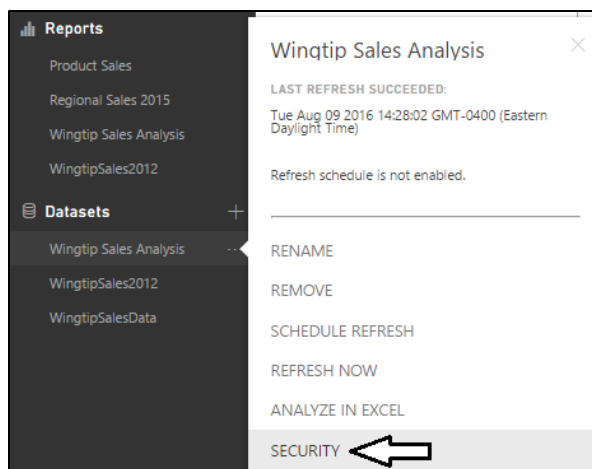 Reports
Product Sales
Regional Sales 2015
Wingtip Sales Analysis
WingtipSales2012
Datasets
Wingtip Sales Analysis
WingtipSales2012
WingtipSalesData
Wingtip Sales Analysis
LAST REFRESH SUCCEEDED:
Tue Aug 09 2016 14:28:02 GMT-0400 (Eastern
Daylight Time)
Refresh schedule is not enabled.
RENAME
REMOVE
SCHEDULE REFRESH
REFRESH NOW
ANALYZE IN EXCEL
SECURITY